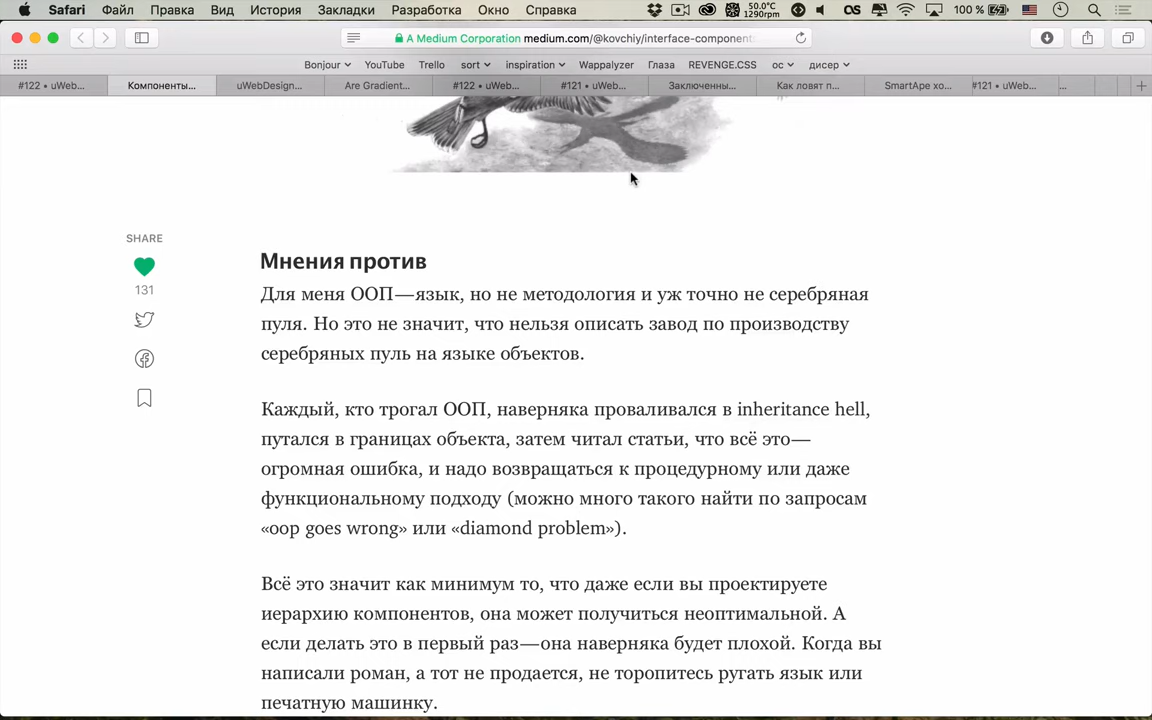 Safari Файл Правка Вид История Закладки Разработка Окно Справка 50.0°C 1290rpm 100 %
A Medium Corporation medium.com/@kovchiy/interface-component
Bonjour YouTube Trello sort inspiration Wappalyzer Глаза REVENGE.CSS ос дисер
#122 • uWeb... Компоненты... uWebDesign... Are Gradient... #122 • uWeb... #121 • uWeb... Заключенны... Как ловят п... SmartApe хо... #121 • uWeb... ...
SHARE
131
Мнения против
Для меня ООП—язык, но не методология и уж точно не серебряная
пуля. Но это не значит, что нельзя описать завод по производству
серебряных пуль на языке объектов.
Каждый, кто трогал ООП, наверняка проваливался в inheritance hell,
путался в границах объекта, затем читал статьи, что всё это—
огромная ошибка, и надо возвращаться к процедурному или даже
функциональному подходу (можно много такого найти по запросам
«oop goes wrong» или «diamond problem»).
Всё это значит как минимум то, что даже если вы проектируете
иерархию компонентов, она может получиться неоптимальной. А
если делать это в первый раз—она наверняка будет плохой. Когда вы
написали роман, а тот не продается, не торопитесь ругать язык или
печатную машинку.